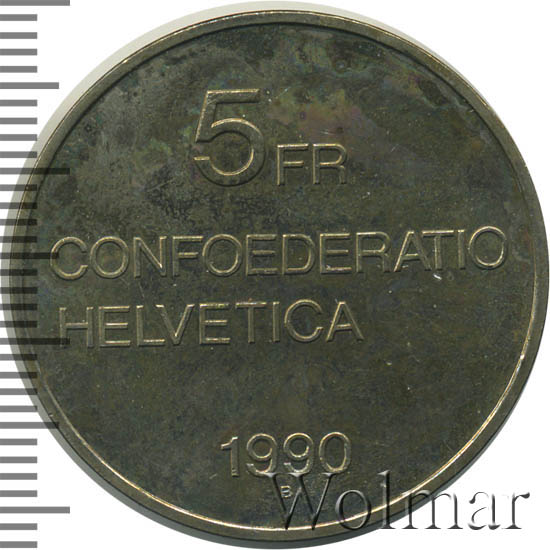 5 FR
CONFOEDERATIO
HELVETICA
1990
B
Wolmar